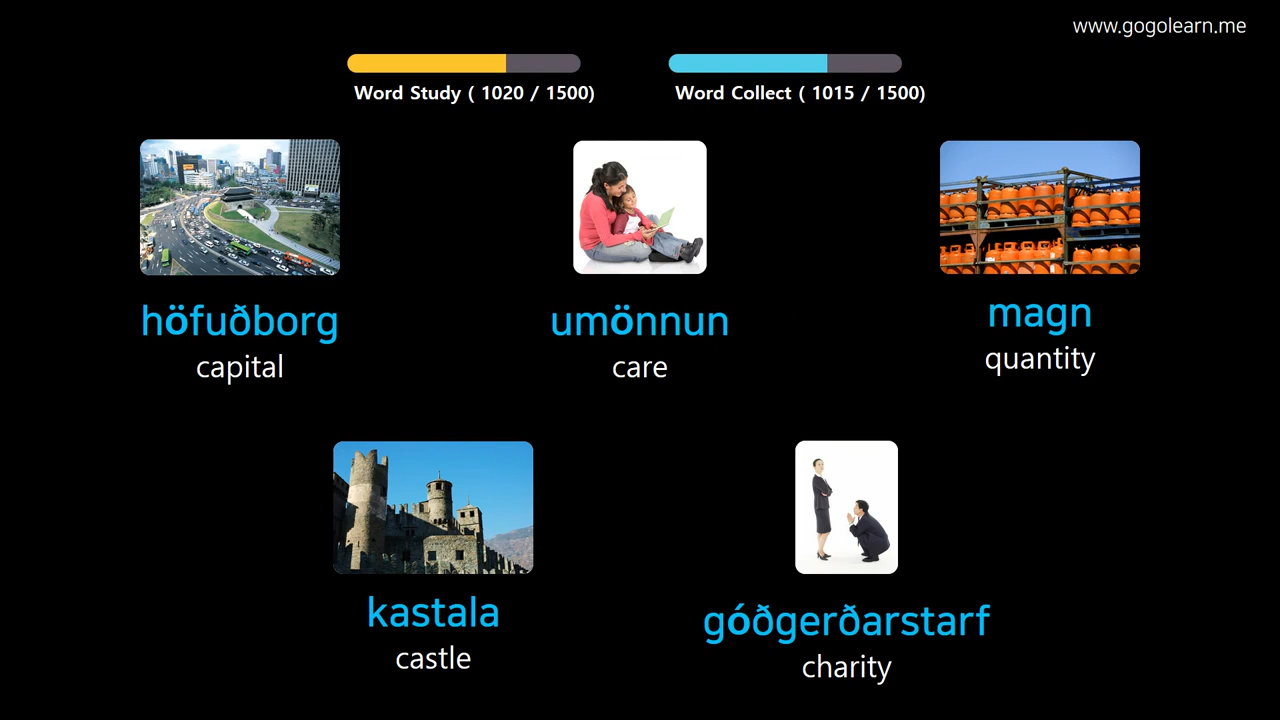 www.gogolearn.me
Word Study ( 1020 / 1500)
Word Collect ( 1015 / 1500)
höfuðborg
capital
umönnun
care
magn
quantity
kastala
castle
góðgerðarstarf
charity